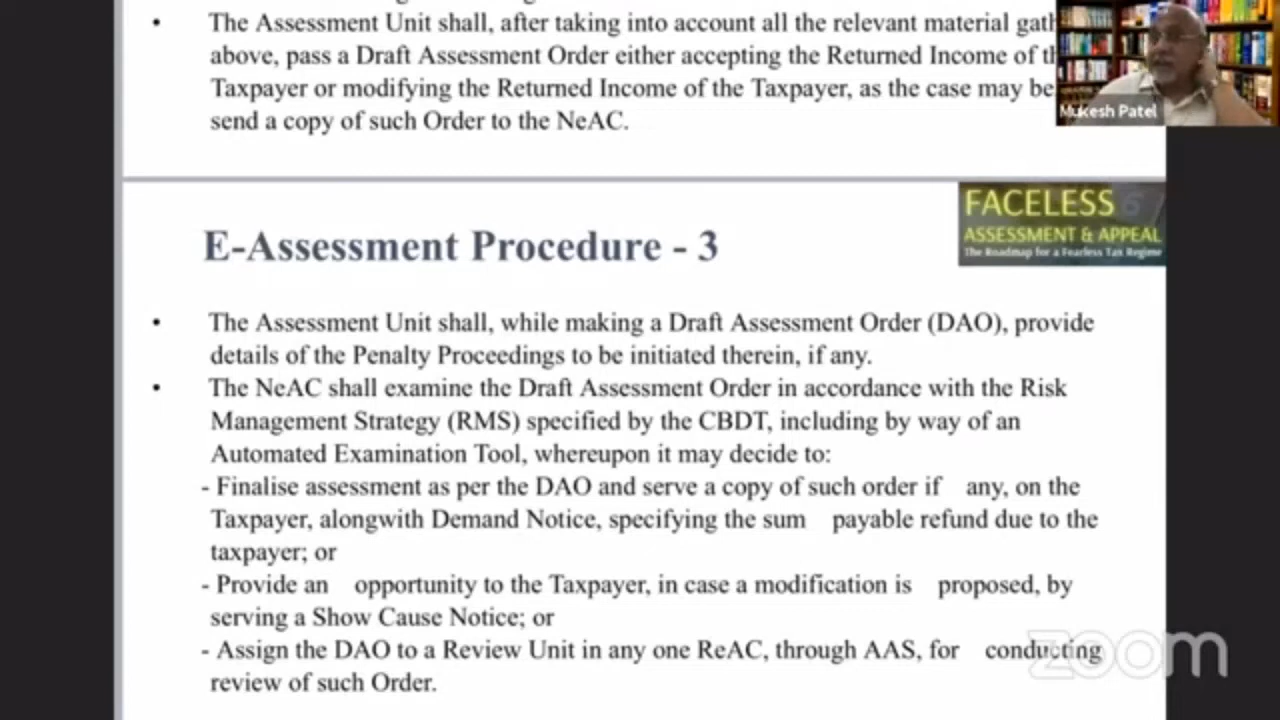 The Assessment Unit shall, after taking into account all the relevant material gath
above, pass a Draft Assessment Order either accepting the Returned Income of th
Taxpayer or modifying the Returned Income of the Taxpayer, as the case may be
send a copy of such Order to the NeAC.
Mukesh Patel
FACELESS
ASSESSMENT & APPEAL
The Roadmap for a Fearless Tax Regime
E-Assessment Procedure - 3
• The Assessment Unit shall, while making a Draft Assessment Order (DAO), provide
details of the Penalty Proceedings to be initiated therein, if any.
• The NeAC shall examine the Draft Assessment Order in accordance with the Risk
Management Strategy (RMS) specified by the CBDT, including by way of an
Automated Examination Tool, whereupon it may decide to:
- Finalise assessment as per the DAO and serve a copy of such order if any, on the
Taxpayer, alongwith Demand Notice, specifying the sum payable refund due to the
taxpayer; or
- Provide an opportunity to the Taxpayer, in case a modification is proposed, by
serving a Show Cause Notice; or
- Assign the DAO to a Review Unit in any one ReAC, through AAS, for conducting
review of such Order.
zoom